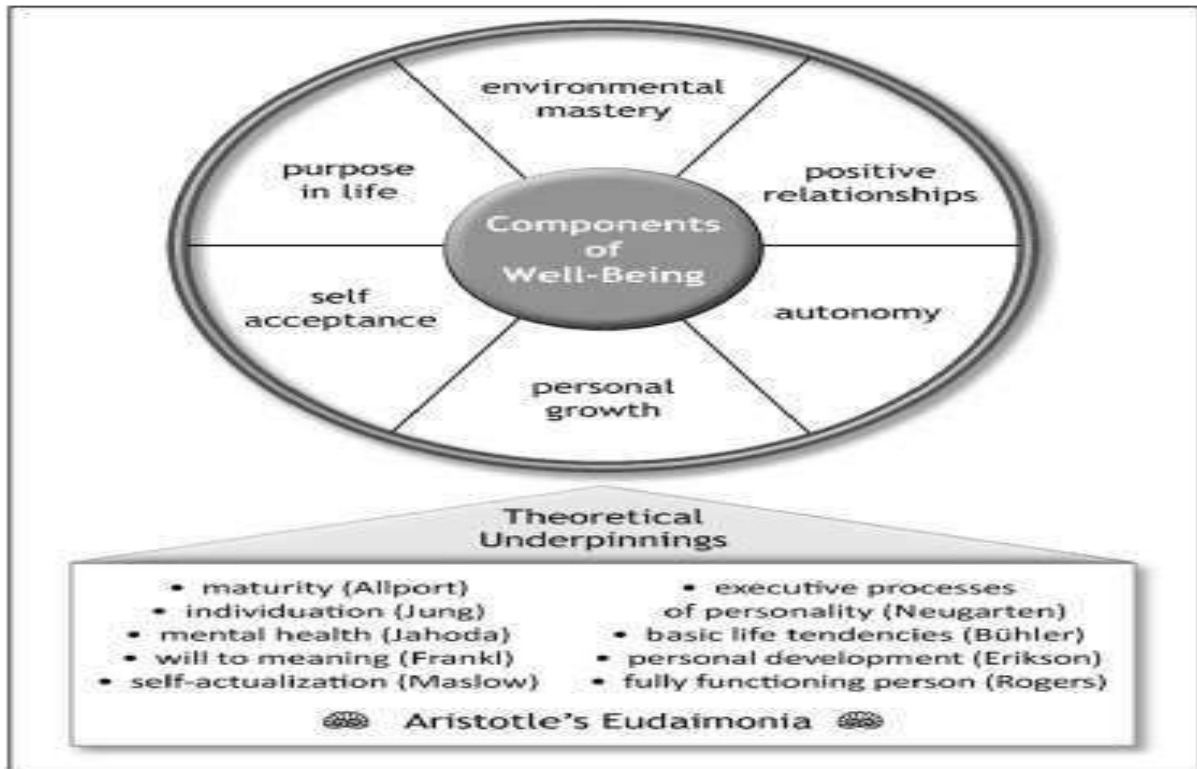 environmental
mastery
positive
relationships
autonomy
personal
growth
self
acceptance
purpose
in life
Components
of
Well-Being
Theoretical
Underpinnings
• maturity (Allport)
• individuation (Jung)
• mental health (Jahoda)
• will to meaning (Frankl)
• self-actualization (Maslow)
• executive processes
of personality (Neugarten)
• basic life tendencies (Bühler)
• personal development (Erikson)
• fully functioning person (Rogers)
Aristotle's Eudaimonia